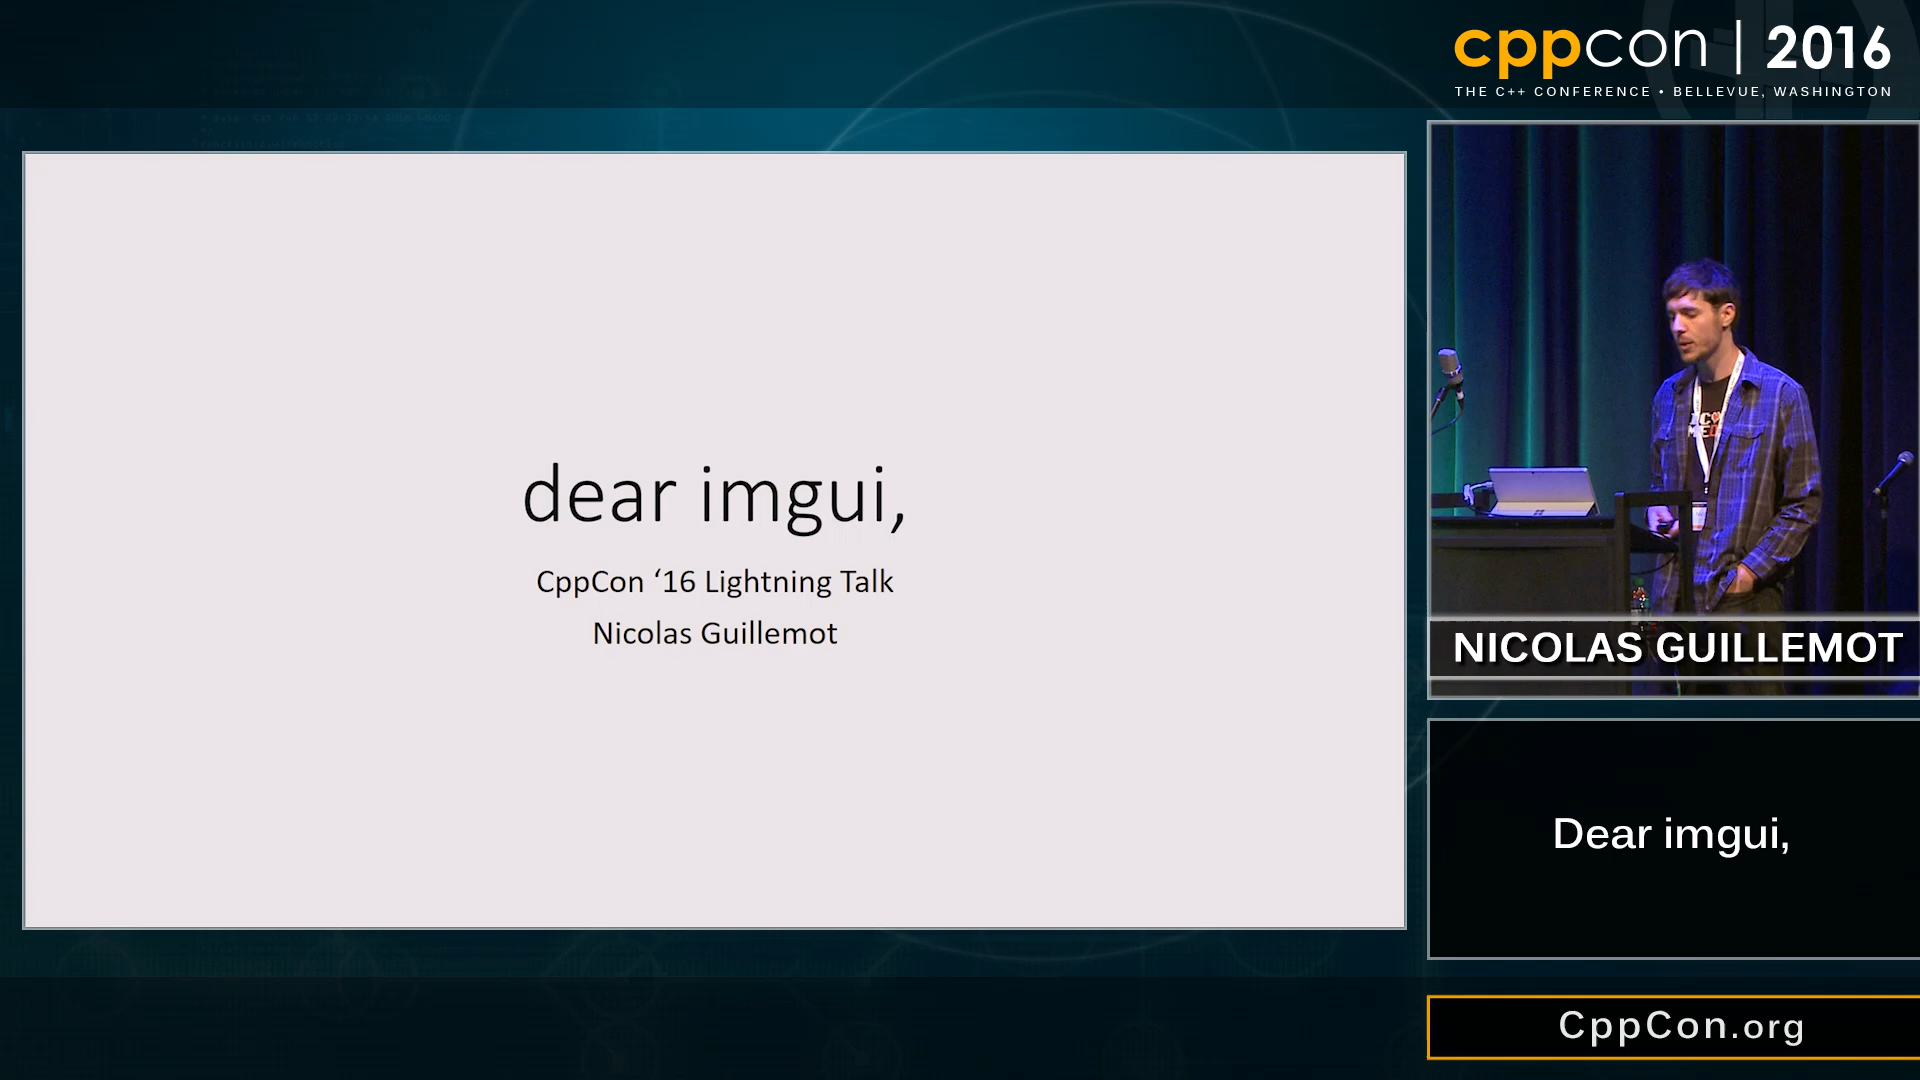 cppcon | 2016
THE C++ CONFERENCE • BELLEVUE, WASHINGTON
dear imgui,
CppCon ‘16 Lightning Talk
Nicolas Guillemot
NICOLAS GUILLEMOT
Dear imgui,
CppCon.org